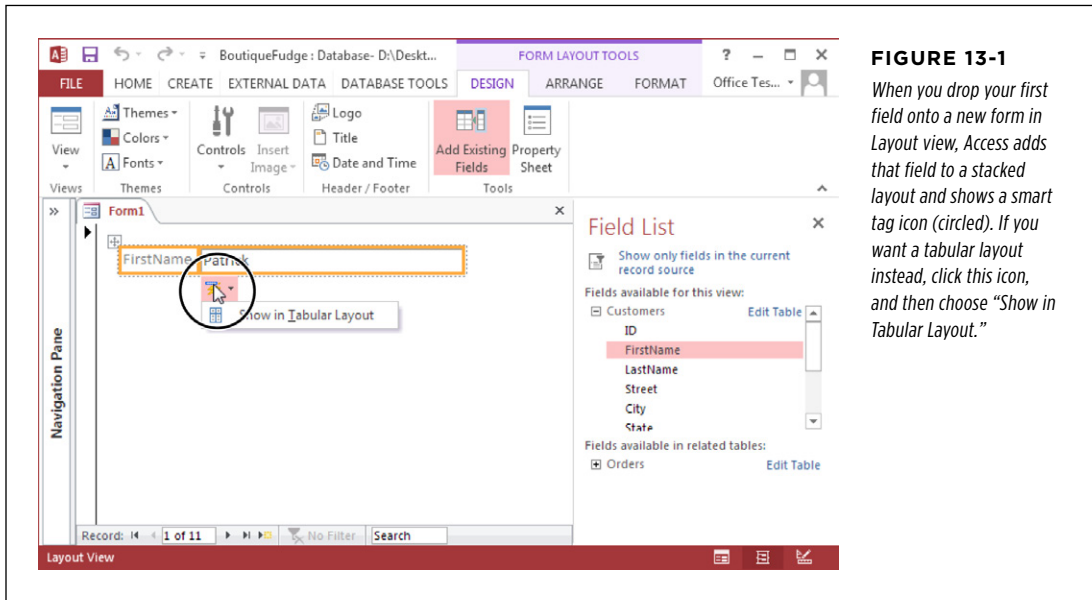 BoutiqueFudge : Database- D:\Deskt...
FORM LAYOUT TOOLS
?
FILE HOME CREATE EXTERNAL DATA DATABASE TOOLS DESIGN ARRANGE FORMAT Office Tes...
View
Views
Themes
Colors
A Fonts
Themes
Controls
Insert Image
Controls
Logo
Title
Date and Time
Header / Footer
Add Existing Fields
Property Sheet
Tools
Form1
FirstName Patrick
Show in Tabular Layout
Navigation Pane
Field List
Show only fields in the current
record source
Fields available for this view:
Customers Edit Table
ID
FirstName
LastName
Street
City
State
Fields available in related tables:
Orders Edit Table
Record: 1 of 11 No Filter Search
Layout View
FIGURE 13-1
When you drop your first
field onto a new form in
Layout view, Access adds
that field to a stacked
layout and shows a smart
tag icon (circled). If you
want a tabular layout
instead, click this icon,
and then choose “Show in
Tabular Layout.”